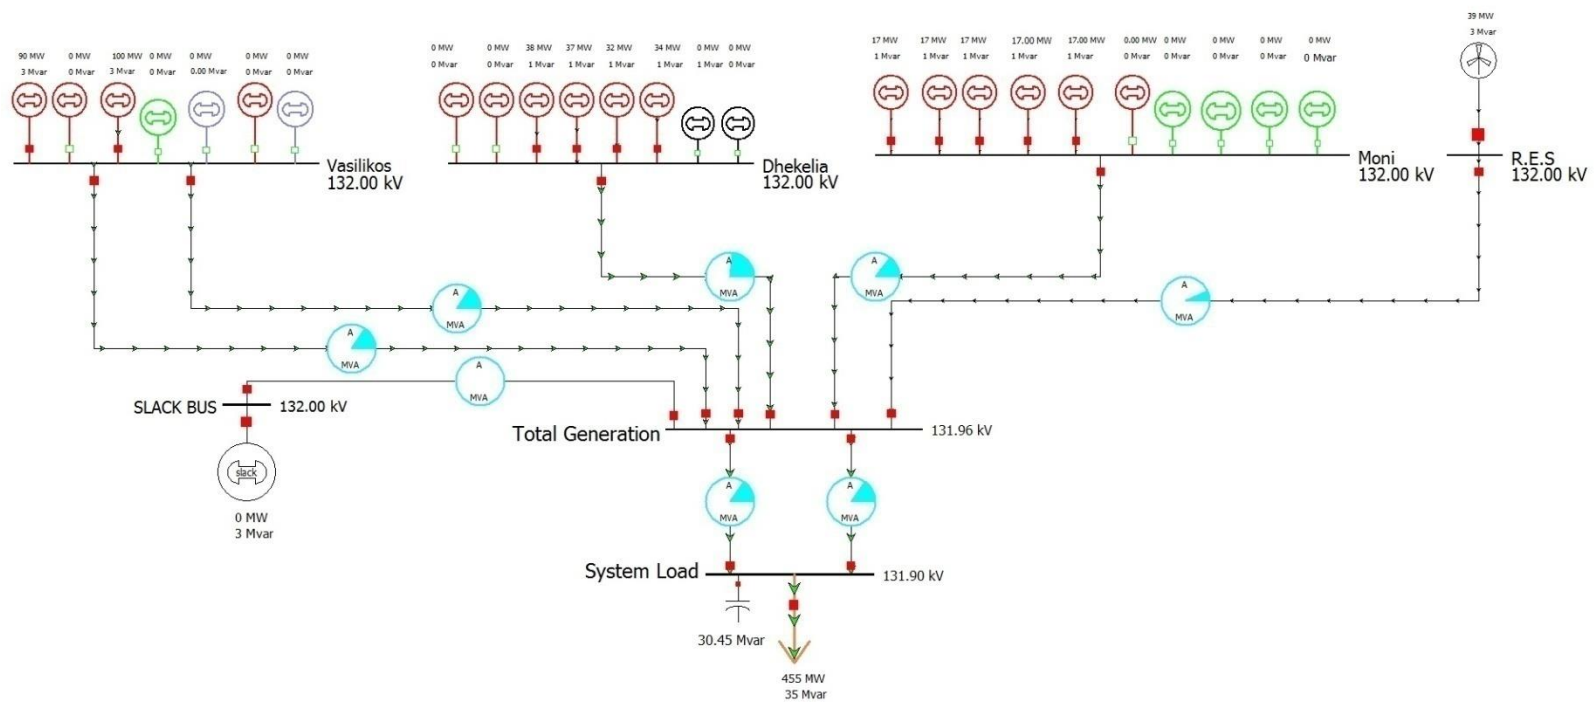 39 MW
3 Mvar
90 MW 0 MW 100 MW 0 MW 0 MW 0 MW 0 MW
3 Mvar 0 Mvar 3 Mvar 0 Mvar 0.00 Mvar 0 Mvar 0 Mvar
0 MW 0 MW 38 MW 37 MW 32 MW 34 MW 0 MW 0 MW
0 Mvar 0 Mvar 1 Mvar 1 Mvar 1 Mvar 1 Mvar 1 Mvar 0 Mvar
17 MW 17 MW 17 MW 17.00 MW 17.00 MW 0.00 MW 0 MW 0 MW 0 MW 0 MW
1 Mvar 1 Mvar 1 Mvar 1 Mvar 1 Mvar 0 Mvar 0 Mvar 0 Mvar 0 Mvar 0 Mvar
Vasilikos
132.00 kV
Dhekelia
132.00 kV
Moni
132.00 kV
R.E.S
132.00 kV
A
MVA
A
MVA
A
MVA
A
MVA
A
MVA
A
MVA
SLACK BUS
132.00 kV
slack
0 MW
3 Mvar
Total Generation
131.96 kV
A
MVA
A
MVA
System Load
131.90 kV
30.45 Mvar
455 MW
35 Mvar